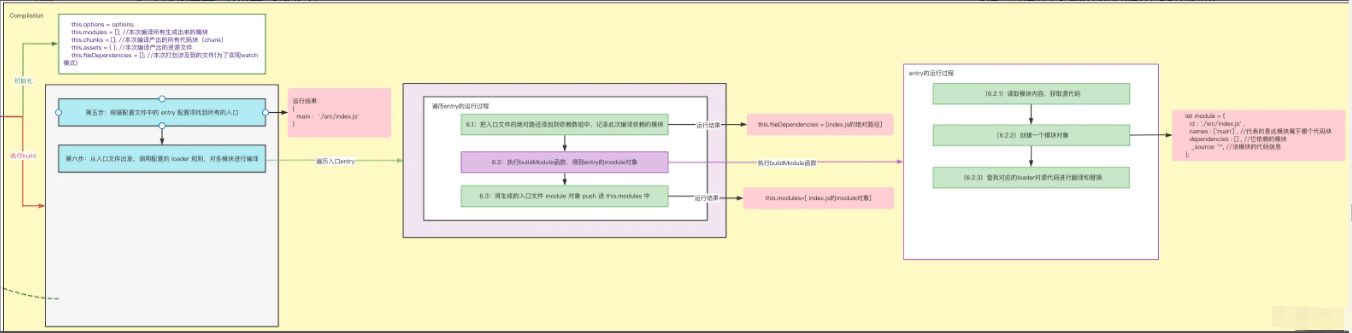 Compilation
this.options = options;
this.modules = []; //本次编译所有生成出来的模块
this.chunks = []; //本次编译产出的所有代码块（chunk）
this.assets = { }; //本次编译产出的资源文件
this.fileDependencies = []; //本次打包涉及到的文件(为了实现watch
模式)
初始化
执行build
第五步：根据配置文件中的 entry 配置项找到所有的入口
第六步：从入口文件出发，调用配置的 loader 规则，对各模块进行编译
运行结果：
{
main：'./src/index.js'
}
遍历入口entry
遍历entry的运行过程
6.1：把入口文件的绝对路径添加到依赖数组中，记录此次编译依赖的模块
6.2：执行buildModule函数，得到entry的module对象
6.3：将生成的入口文件 module 对象 push 进 this.modules 中
运行结果
this.fileDependencies = [index.js的绝对路径]
运行结果
this.modules=[ index.js的module对象]
执行buildModule函数
entry的运行过程
(6.2.1）读取模块内容，获取源代码
(6.2.2）创建一个模块对象
(6.2.3）查找对应的loader对源代码进行翻译和替换
let module = {
id：'./src/index.js' ,
names : ['main'] , //代表的是此模块属于哪个代码块
dependencies : [] , //它依赖的模块
_source: "", //该模块的代码信息
};